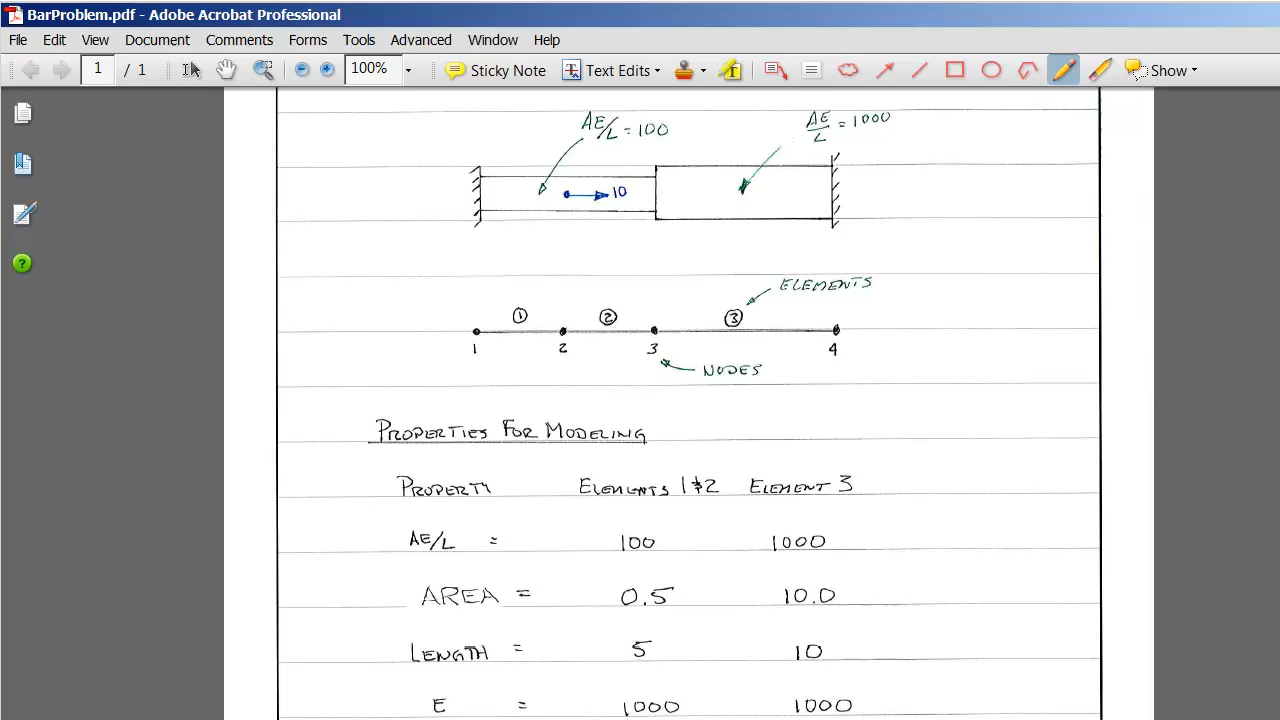 BarProblem.pdf - Adobe Acrobat Professional
File Edit View Document Comments Forms Tools Advanced Window Help
1 / 1 100% Sticky Note Text Edits Show
AE/L = 100
AE/L = 1000
10
ELEMENTS
1 2 3
1 2 3 4
NODES
PROPERTIES FOR MODELING
PROPERTY ELEMENTS 1 & 2 ELEMENT 3
AE/L = 100 1000
AREA = 0.5 10.0
LENGTH = 5 10
E = 1000 1000